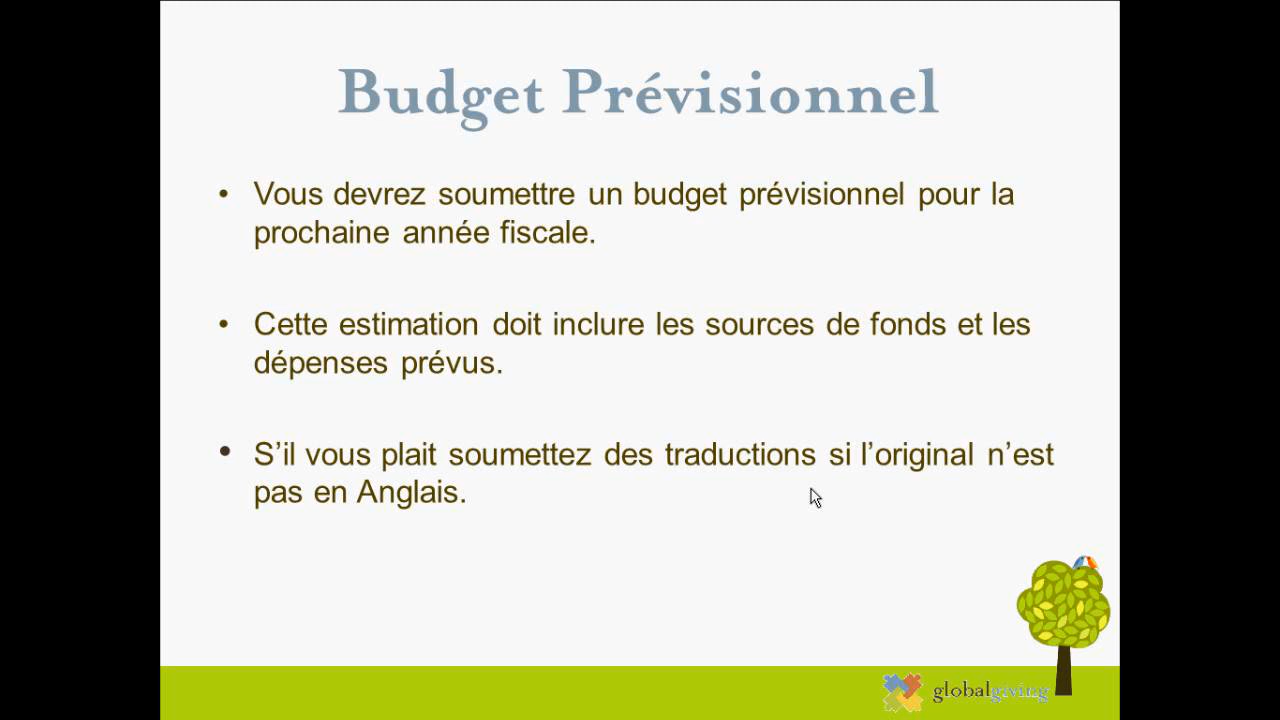 Budget Prévisionnel
• Vous devrez soumettre un budget prévisionnel pour la
prochaine année fiscale.
• Cette estimation doit inclure les sources de fonds et les
dépenses prévus.
• S’il vous plait soumettez des traductions si l’original n’est
pas en Anglais.
globalgiving